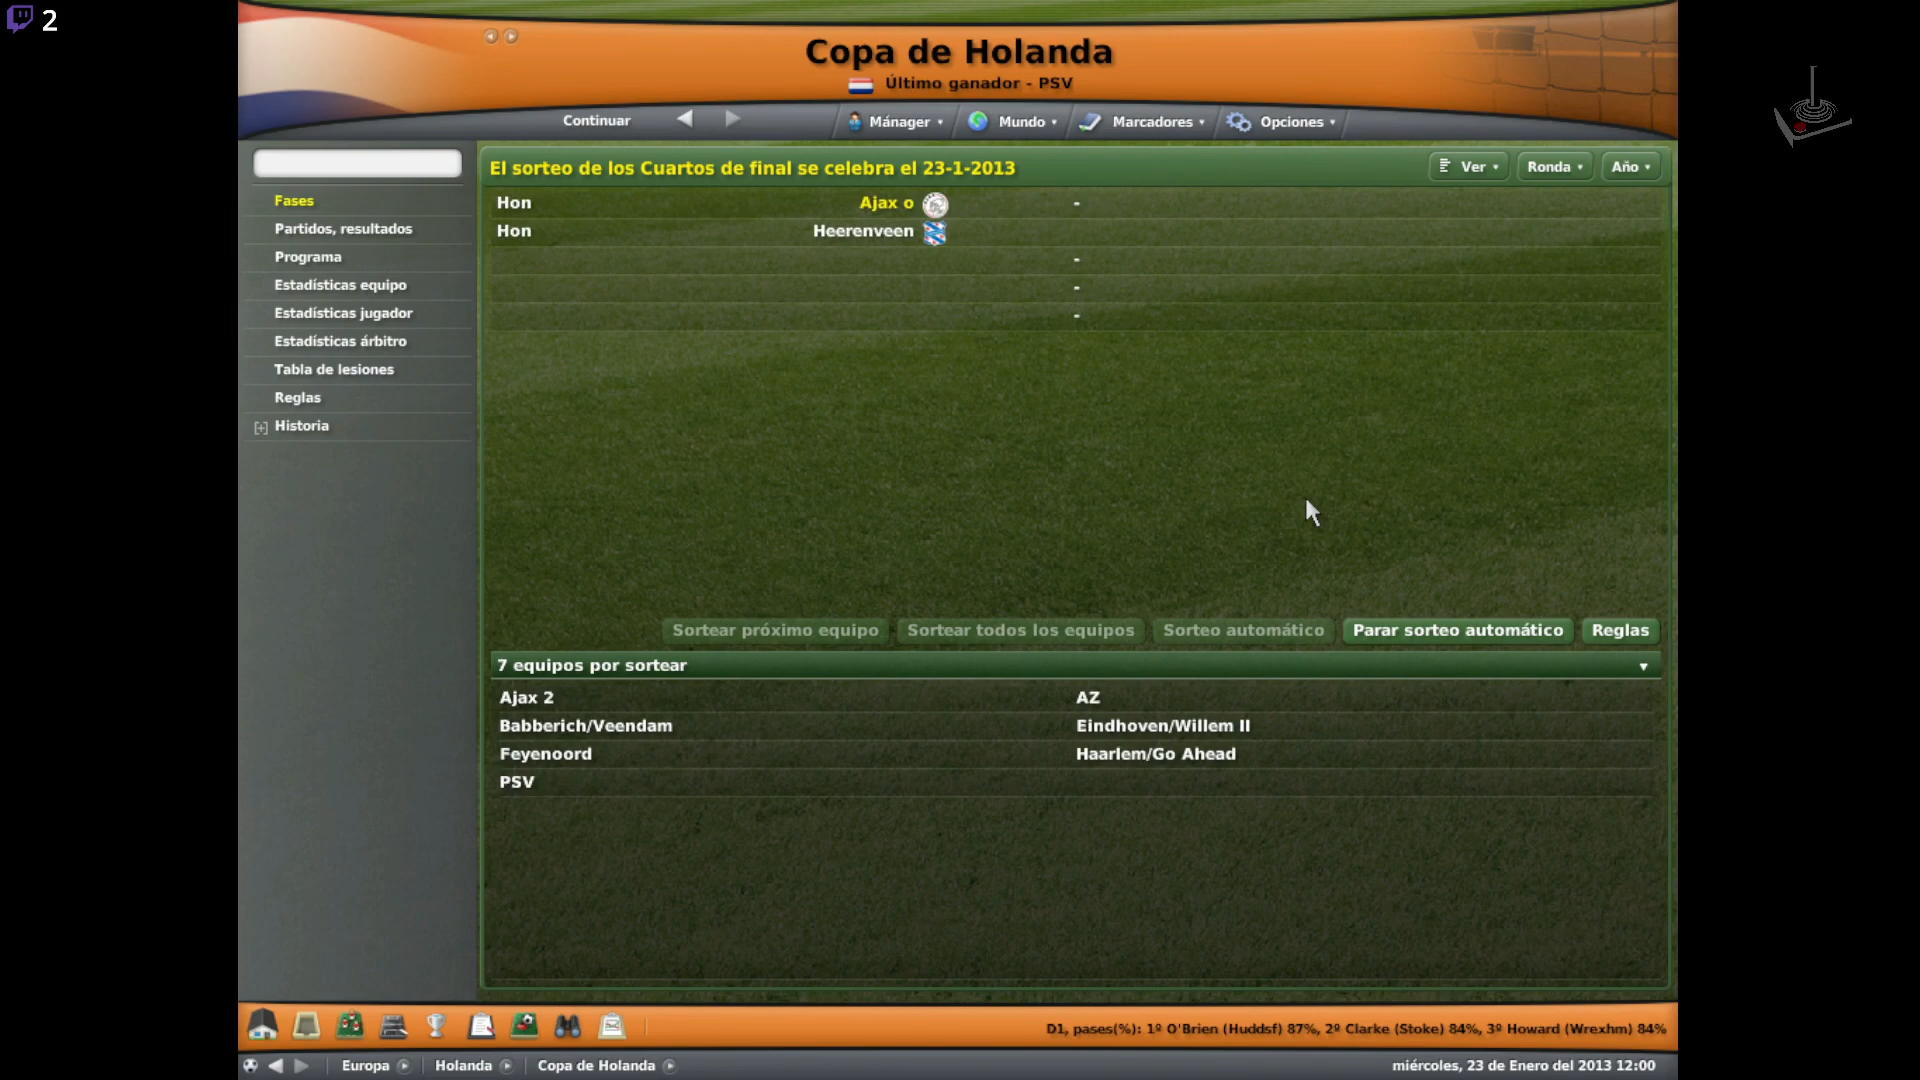 2
Copa de Holanda
Último ganador - PSV
Continuar
Mánager
Mundo
Marcadores
Opciones
El sorteo de los Cuartos de final se celebra el 23-1-2013
Ver
Ronda
Año
Fases
Partidos, resultados
Programa
Estadísticas equipo
Estadísticas jugador
Estadísticas árbitro
Tabla de lesiones
Reglas
[+] Historia
Hon Ajax o -
Hon Heerenveen
-
-
-
Sortear próximo equipo
Sortear todos los equipos
Sorteo automático
Parar sorteo automático
Reglas
7 equipos por sortear
Ajax 2 AZ
Babberich/Veendam Eindhoven/Willem II
Feyenoord Haarlem/Go Ahead
PSV
D1, pases(%): 1º O'Brien (Huddsf) 87%, 2º Clarke (Stoke) 84%, 3º Howard (Wrexhm) 84%
Europa
Holanda
Copa de Holanda
miércoles, 23 de Enero del 2013 12:00